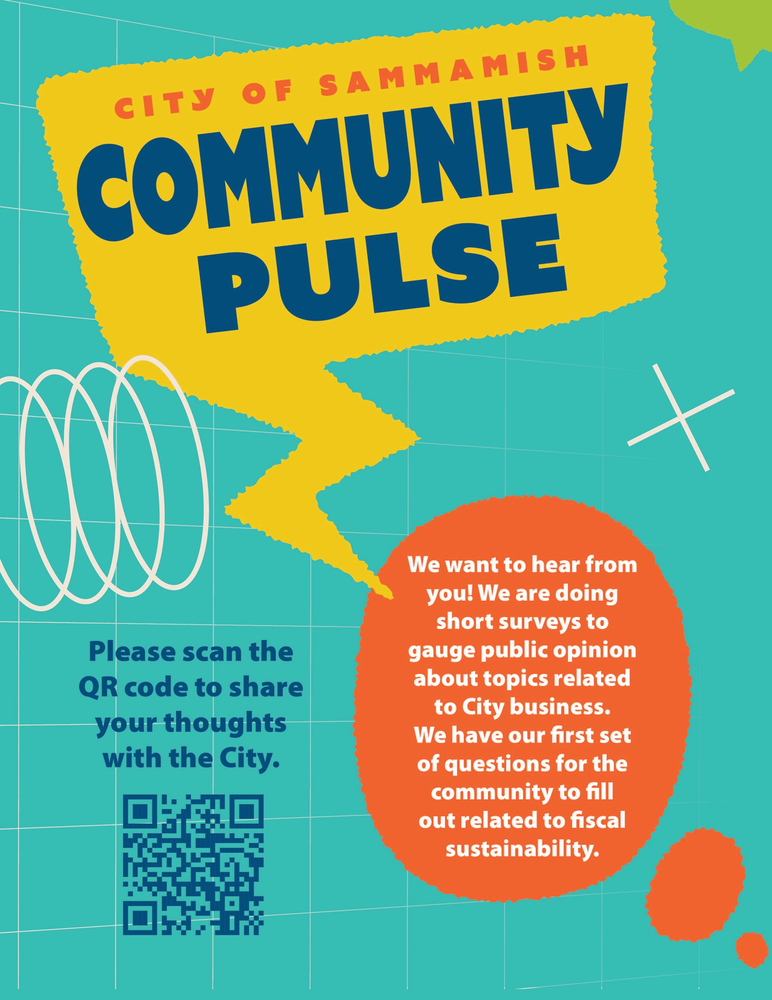 CITY OF SAMMAMISH
COMMUNITY
PULSE
We want to hear from
you! We are doing
short surveys to
gauge public opinion
about topics related
to City business.
We have our first set
of questions for the
community to fill
out related to fiscal
sustainability.
Please scan the
QR code to share
your thoughts
with the City.